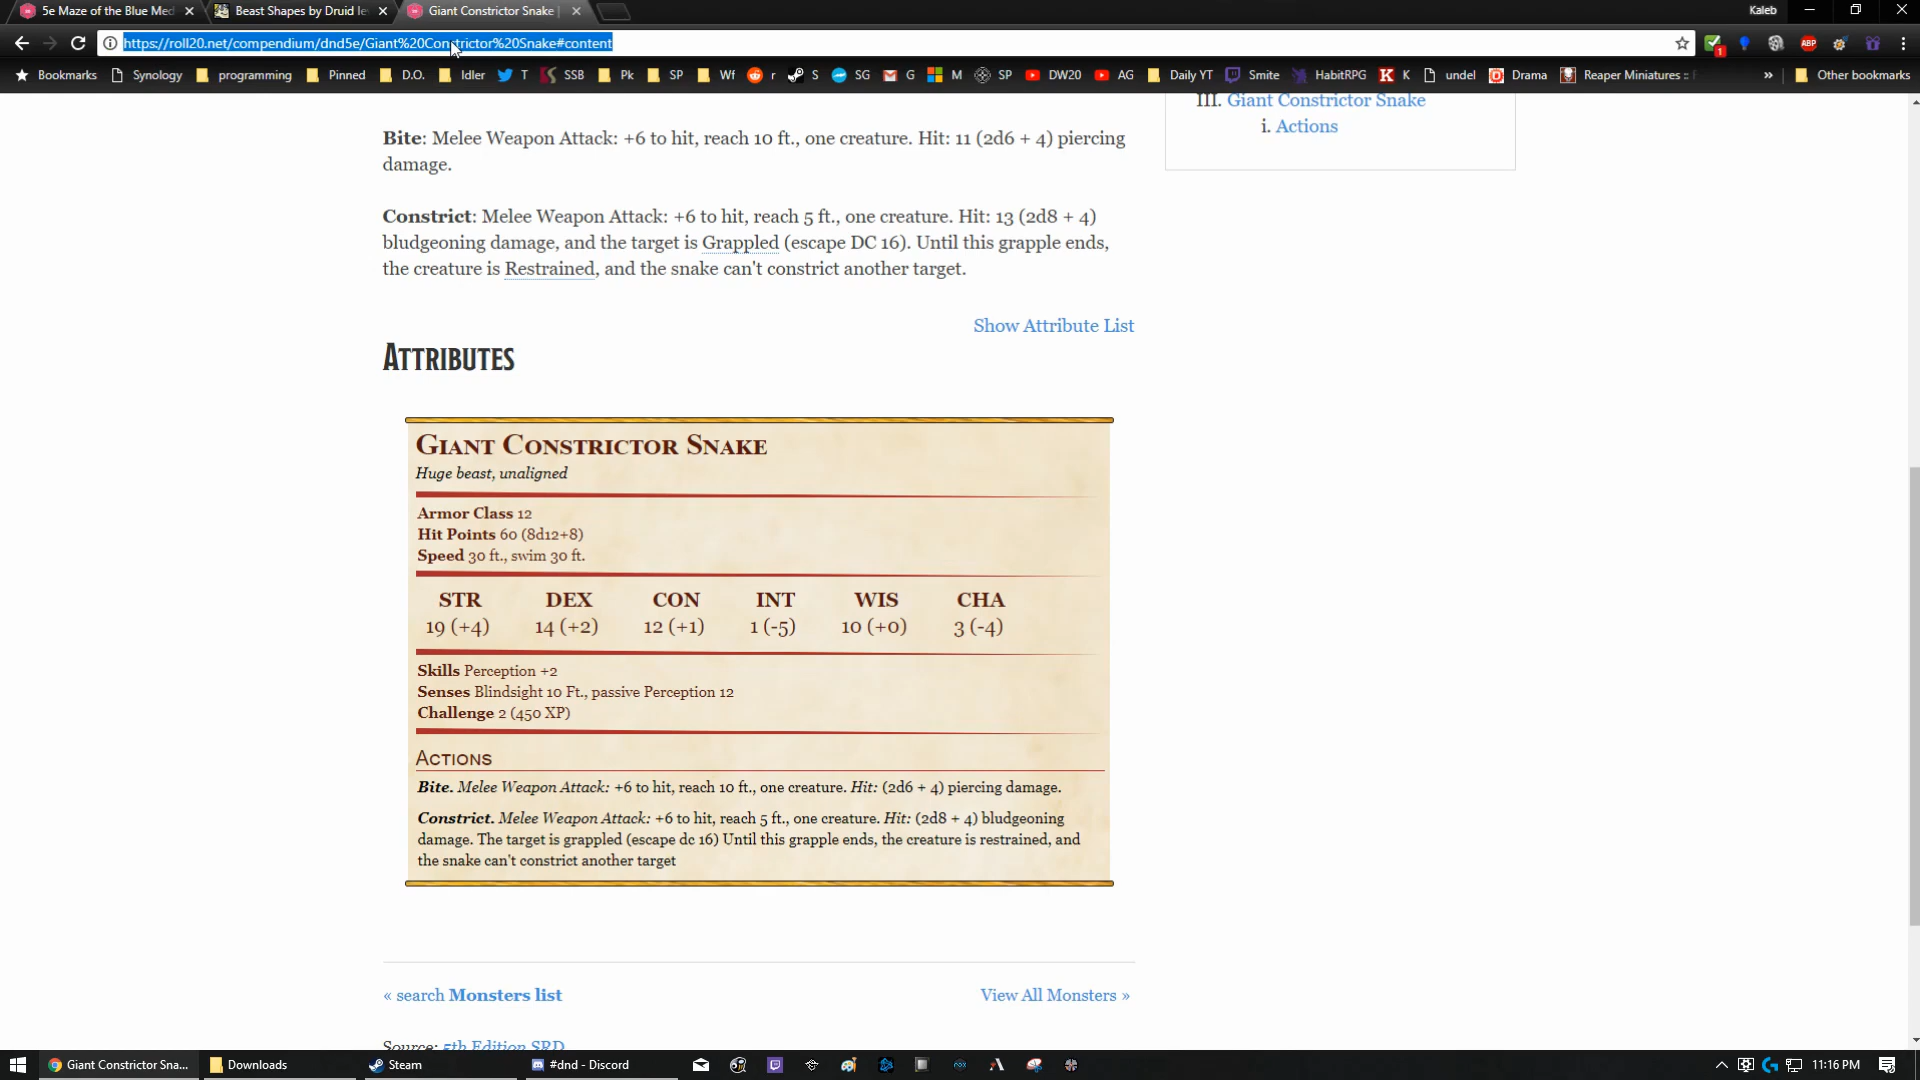 5e Maze of the Blue Med
Beast Shapes by Druid le
Giant Constrictor Snake |
Kaleb
https://roll20.net/compendium/dnd5e/Giant%20Constrictor%20Snake#content
Bookmarks Synology programming Pinned D.O. Idler T SSB Pk SP Wf r S SG G M SP DW20 AG Daily YT Smite HabitRPG K undel Drama Reaper Miniatures :: » Other bookmarks
III. Giant Constrictor Snake
i. Actions
Bite: Melee Weapon Attack: +6 to hit, reach 10 ft., one creature. Hit: 11 (2d6 + 4) piercing
damage.
Constrict: Melee Weapon Attack: +6 to hit, reach 5 ft., one creature. Hit: 13 (2d8 + 4)
bludgeoning damage, and the target is Grappled (escape DC 16). Until this grapple ends,
the creature is Restrained, and the snake can't constrict another target.
Show Attribute List
ATTRIBUTES
GIANT CONSTRICTOR SNAKE
Huge beast, unaligned
Armor Class 12
Hit Points 60 (8d12+8)
Speed 30 ft., swim 30 ft.
STR DEX CON INT WIS CHA
19 (+4) 14 (+2) 12 (+1) 1 (-5) 10 (+0) 3 (-4)
Skills Perception +2
Senses Blindsight 10 Ft., passive Perception 12
Challenge 2 (450 XP)
ACTIONS
Bite. Melee Weapon Attack: +6 to hit, reach 10 ft., one creature. Hit: (2d6 + 4) piercing damage.
Constrict. Melee Weapon Attack: +6 to hit, reach 5 ft., one creature. Hit: (2d8 + 4) bludgeoning
damage. The target is grappled (escape dc 16) Until this grapple ends, the creature is restrained, and
the snake can't constrict another target
« search Monsters list
View All Monsters »
Source: 5th Edition SRD
Giant Constrictor Sna... Downloads Steam #dnd - Discord 11:16 PM